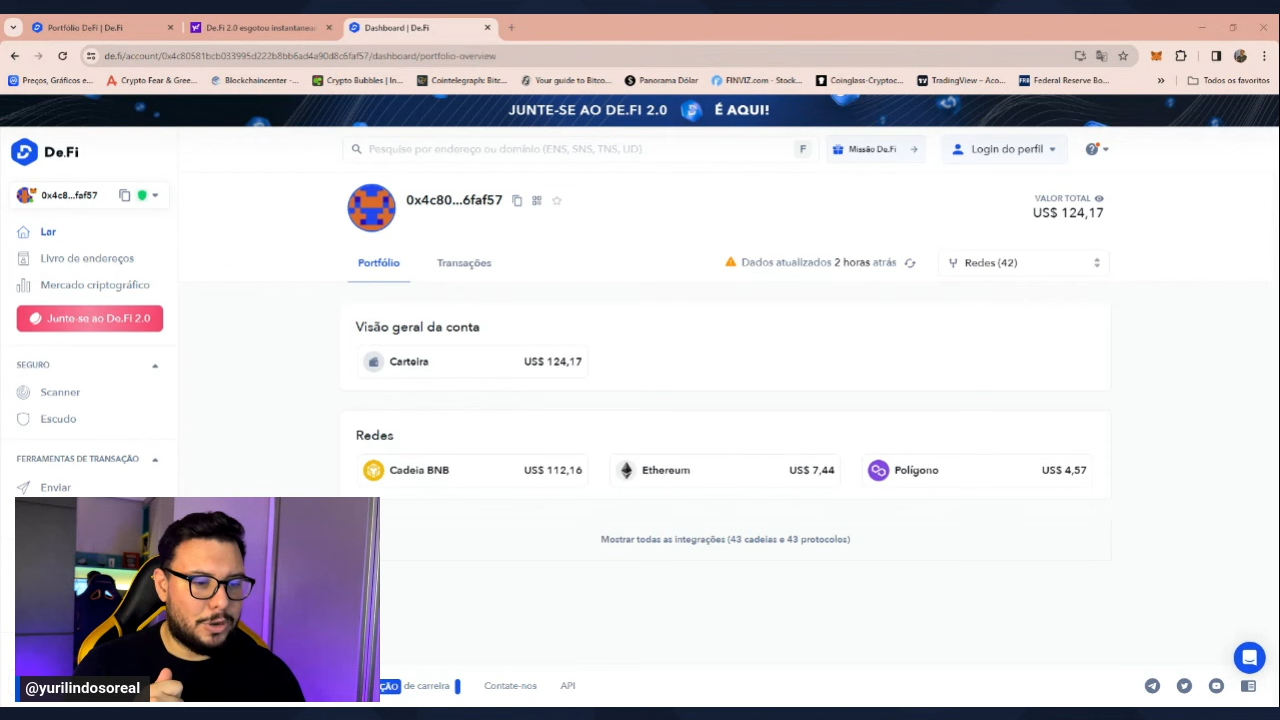 Portfólio DeFi | De.Fi
De.Fi 2.0 esgotou instantanea
Dashboard | De.Fi
de.fi/account/0x4c80581bcb033995d222b8bb6ad4a90d8c6faf57/dashboard/portfolio-overview
Preços, Gráficos e...
Crypto Fear & Gree...
Blockchaincenter -...
Crypto Bubbles | In...
Cointelegraph: Bitc...
Your guide to Bitco...
Panorama Dólar
FINVIZ.com - Stock...
Coinglass-Cryptoc...
TradingView – Aco...
Federal Reserve Bo...
»
Todos os favoritos
JUNTE-SE AO DE.FI 2.0 É AQUI!
De.Fi
Pesquise por endereço ou domínio (ENS, SNS, TNS, UD)
F
Missão De.Fi
Login do perfil
0x4c8...faf57
0x4c80...6faf57
VALOR TOTAL
US$ 124,17
Lar
Livro de endereços
Mercado criptográfico
Junte-se ao De.Fi 2.0
Portfólio
Transações
Dados atualizados 2 horas atrás
Redes (42)
Visão geral da conta
Carteira US$ 124,17
SEGURO
Scanner
Escudo
Redes
Cadeia BNB US$ 112,16
Ethereum US$ 7,44
Polígono US$ 4,57
FERRAMENTAS DE TRANSAÇÃO
Enviar
Mostrar todas as integrações (43 cadeias e 43 protocolos)
@yurilindosoreal
ÇÃO de carreira
Contate-nos
API